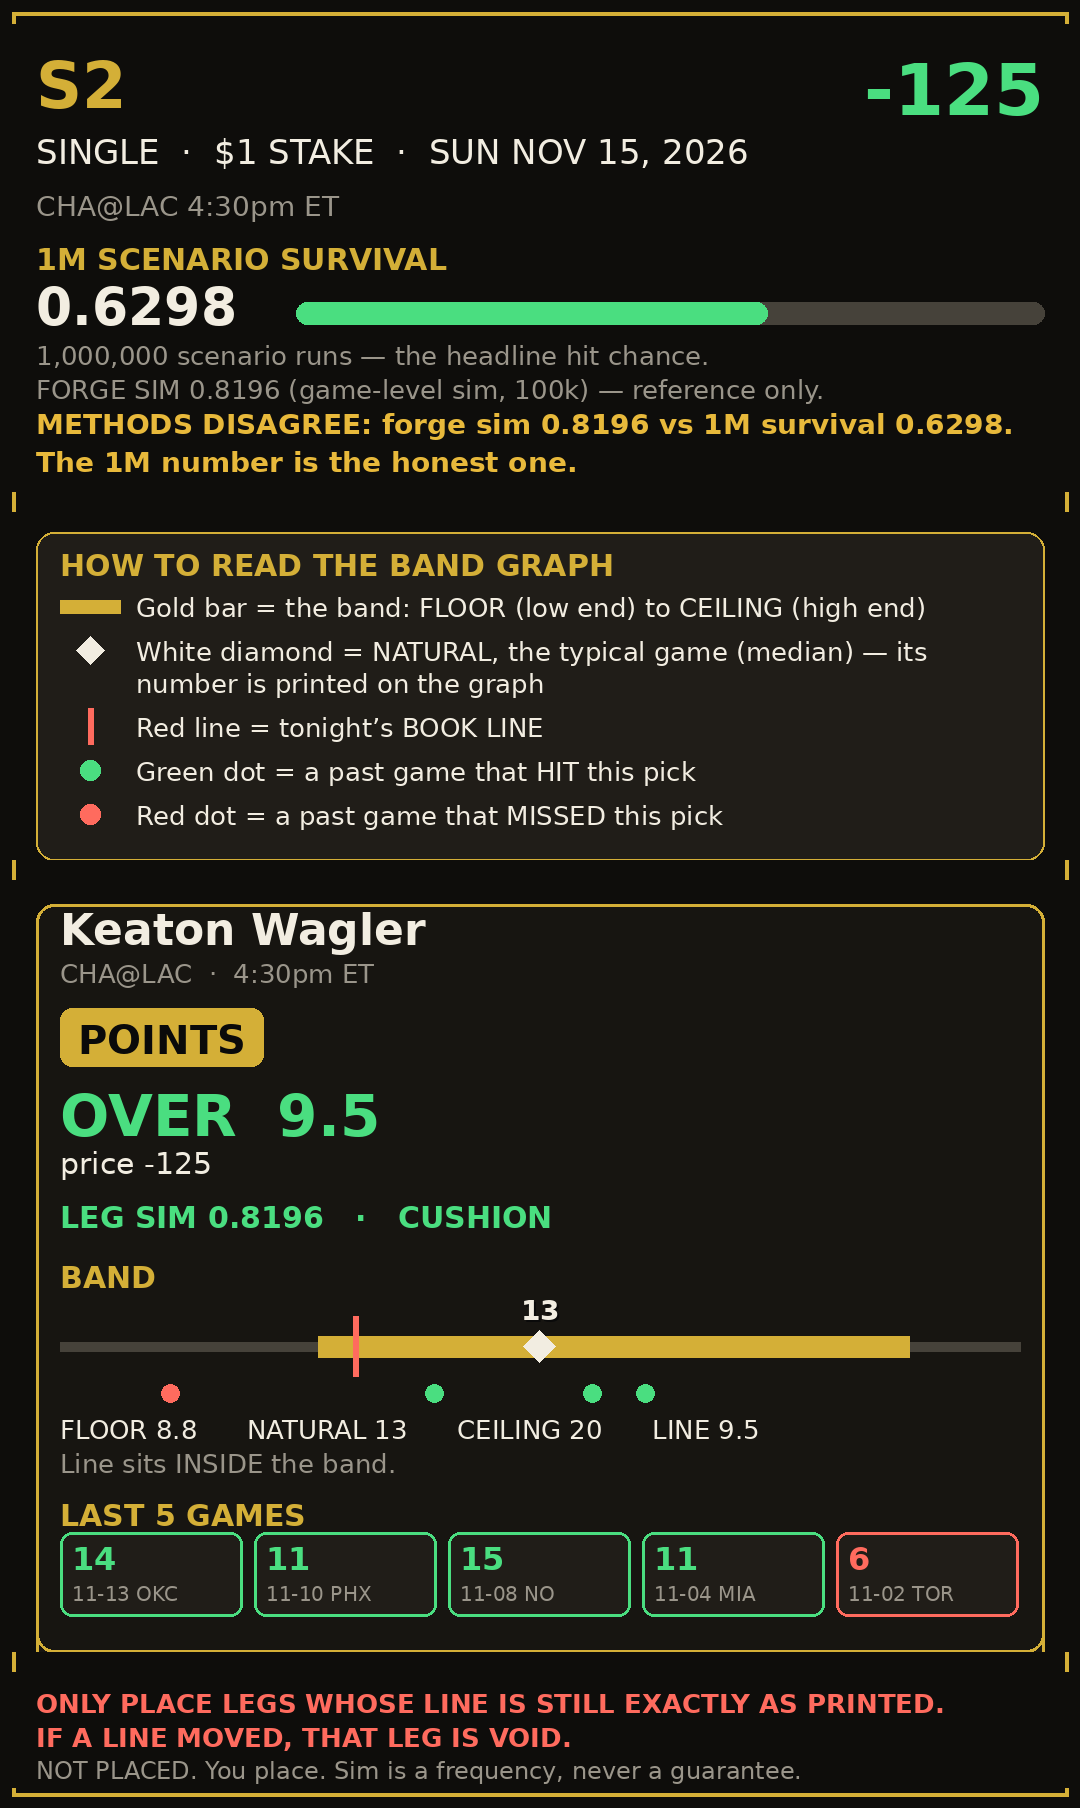 S2
-125
SINGLE · $1 STAKE · SUN NOV 15, 2026
CHA@LAC 4:30pm ET
1M SCENARIO SURVIVAL
0.6298
1,000,000 scenario runs — the headline hit chance.
FORGE SIM 0.8196 (game-level sim, 100k) — reference only.
METHODS DISAGREE: forge sim 0.8196 vs 1M survival 0.6298.
The 1M number is the honest one.
HOW TO READ THE BAND GRAPH
Gold bar = the band: FLOOR (low end) to CEILING (high end)
White diamond = NATURAL, the typical game (median) — its
number is printed on the graph
Red line = tonight’s BOOK LINE
Green dot = a past game that HIT this pick
Red dot = a past game that MISSED this pick
Keaton Wagler
CHA@LAC · 4:30pm ET
POINTS
OVER 9.5
price -125
LEG SIM 0.8196 · CUSHION
BAND
13
FLOOR 8.8 NATURAL 13 CEILING 20 LINE 9.5
Line sits INSIDE the band.
LAST 5 GAMES
14 11 15 11 6
11-13 OKC 11-10 PHX 11-08 NO 11-04 MIA 11-02 TOR
ONLY PLACE LEGS WHOSE LINE IS STILL EXACTLY AS PRINTED.
IF A LINE MOVED, THAT LEG IS VOID.
NOT PLACED. You place. Sim is a frequency, never a guarantee.